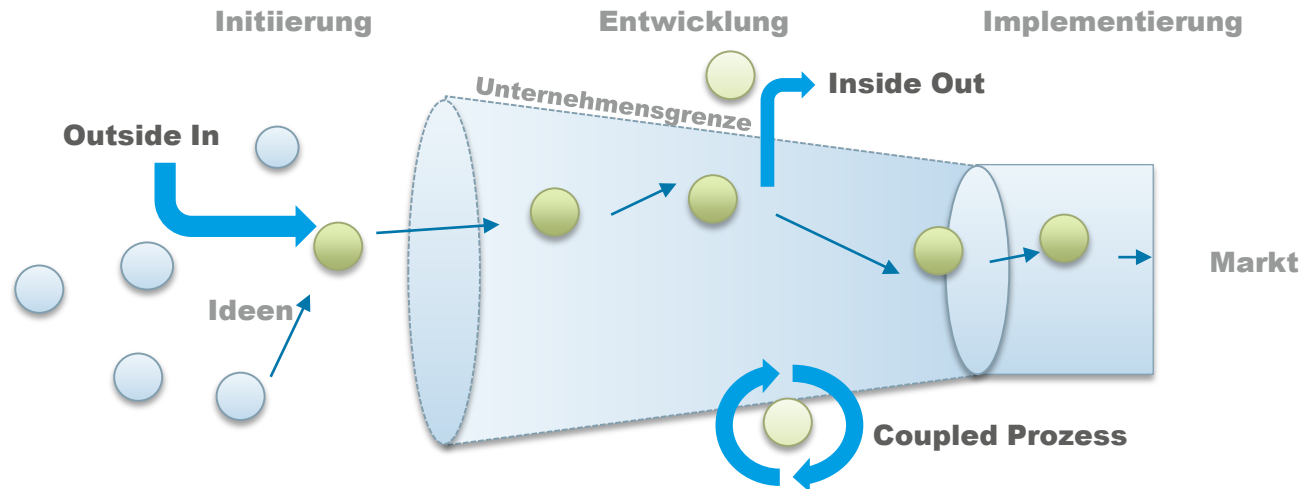 Initiierung
Entwicklung
Implementierung
Unternehmensgrenze
Inside Out
Outside In
Markt
Ideen
Coupled Prozess